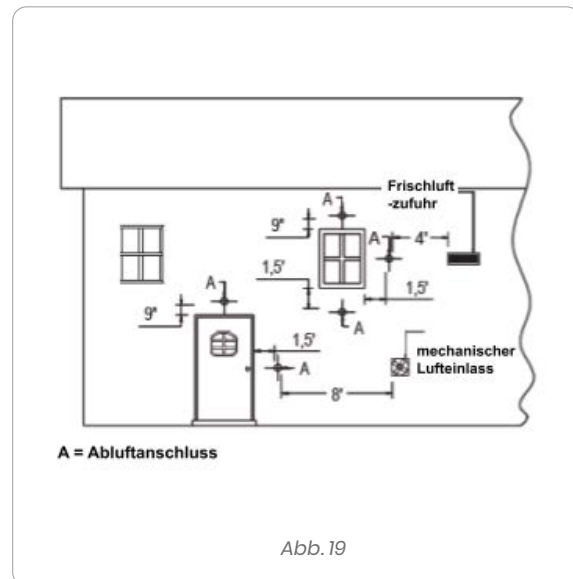 Frischluft
-zufuhr
A
9"
A
4'
1,5'
A
1,5'
A
9"
1,5'
A
mechanischer
Lufteinlass
8'
A = Abluftanschluss
Abb. 19